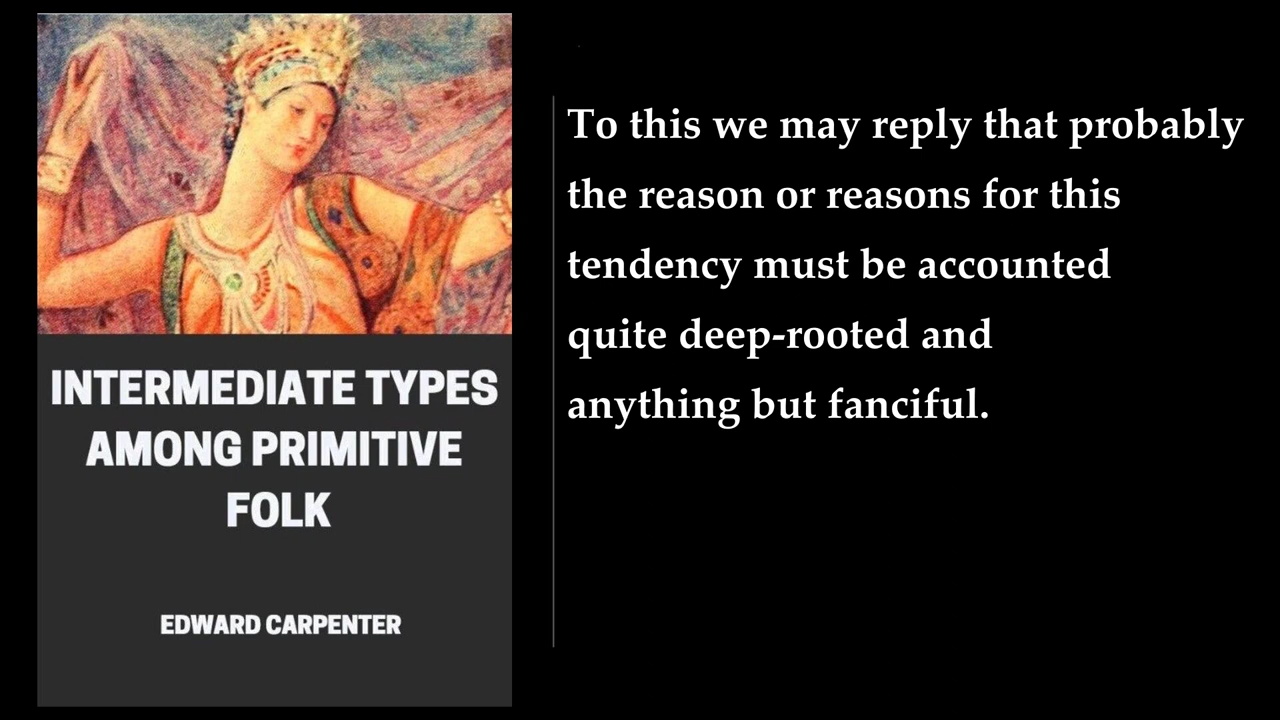 INTERMEDIATE TYPES
AMONG PRIMITIVE
FOLK
EDWARD CARPENTER
To this we may reply that probably
the reason or reasons for this
tendency must be accounted
quite deep-rooted and
anything but fanciful.